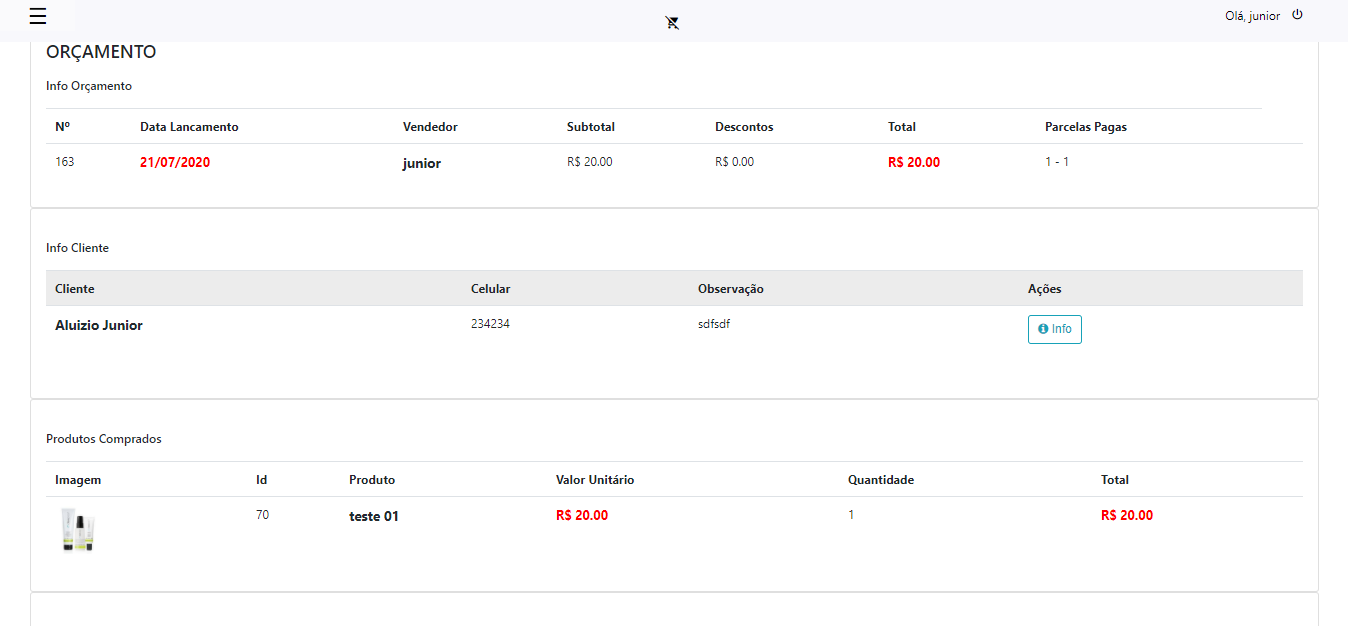 Olá, junior
ORÇAMENTO
Info Orçamento
Nº Data Lancamento Vendedor Subtotal Descontos Total Parcelas Pagas
163 21/07/2020 junior R$ 20.00 R$ 0.00 R$ 20.00 1 - 1
Info Cliente
Cliente Celular Observação Ações
Aluizio Junior 234234 sdfsdf Info
Produtos Comprados
Imagem Id Produto Valor Unitário Quantidade Total
70 teste 01 R$ 20.00 1 R$ 20.00